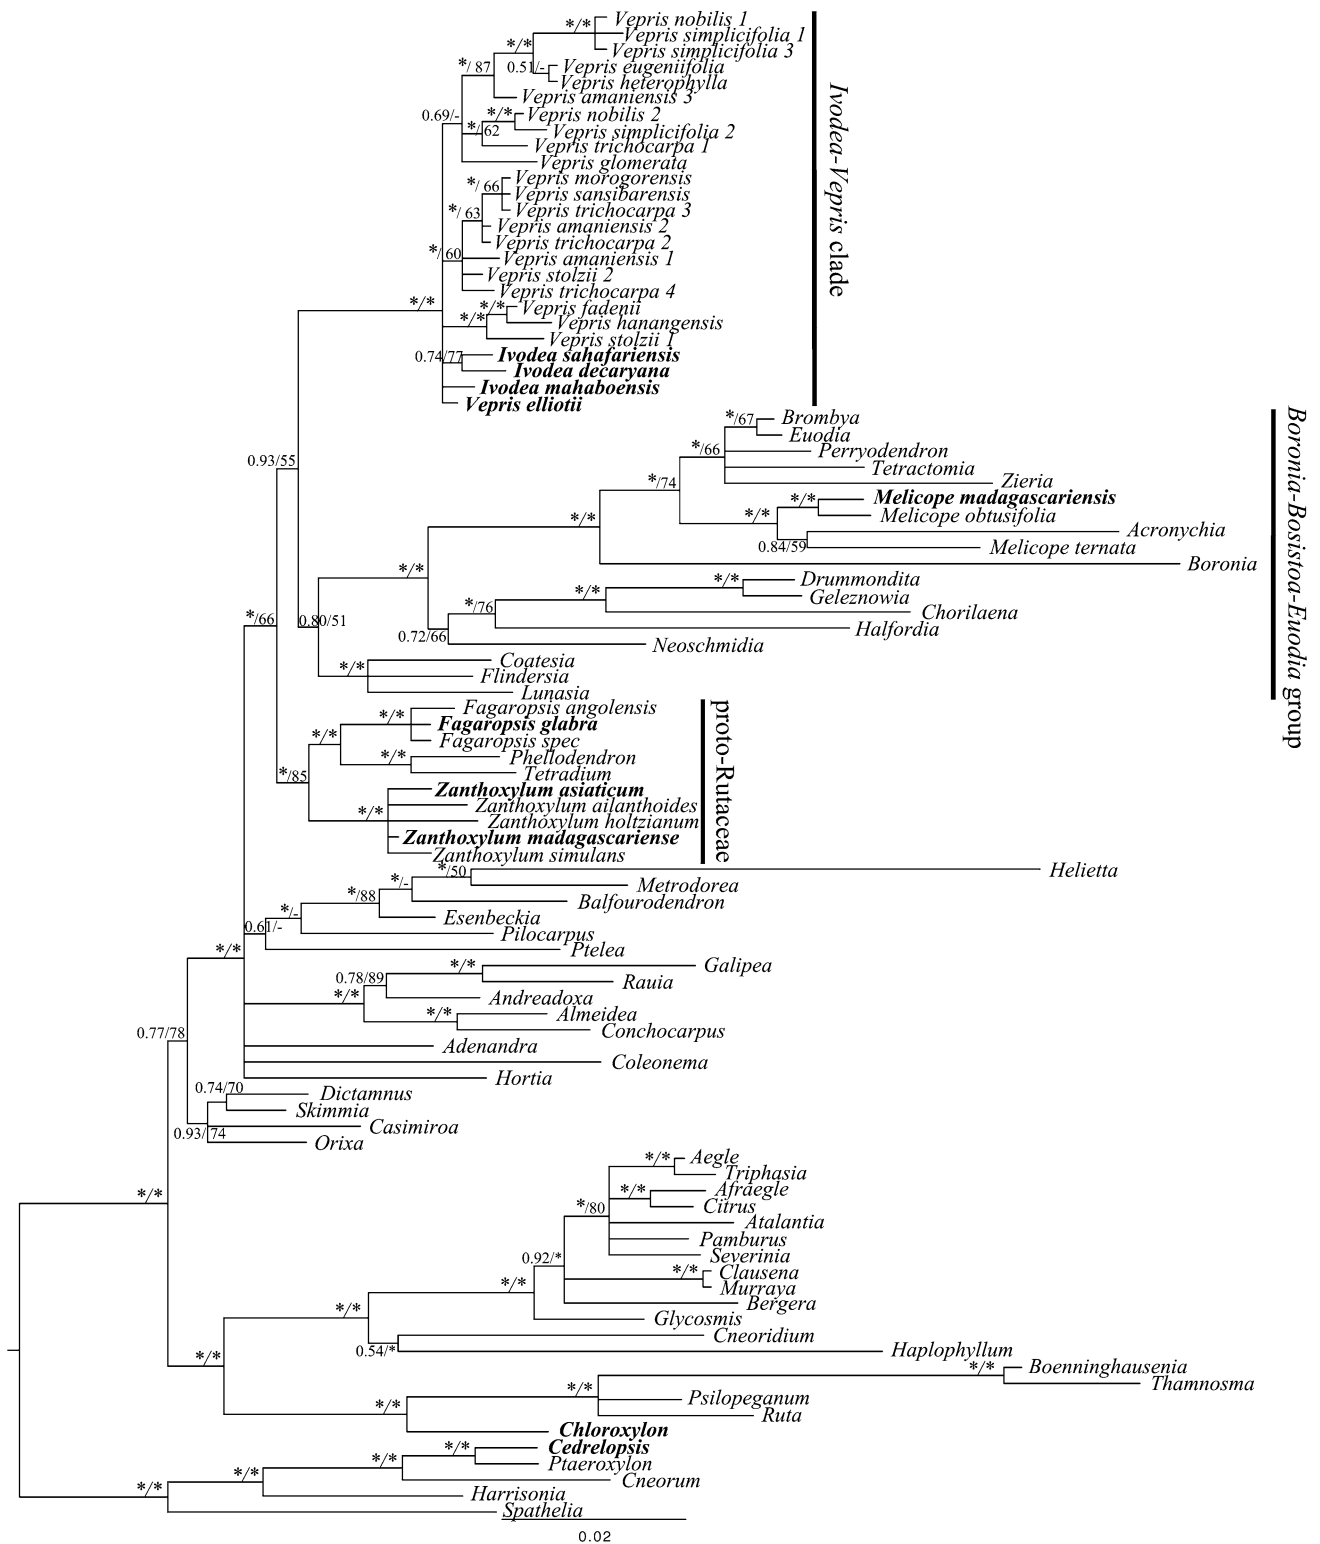 Vepris nobilis 1
*/*
Vepris simplicifolia 1
*/*
Vepris simplicifolia 3
*/ 87
0.51/-
Vepris eugeniifolia
Vepris heterophylla
Vepris amaniensis 3
0.69/-
*/*
Vepris nobilis 2
*/ 62
Vepris simplicifolia 2
Vepris trichocarpa 1
Vepris glomerata
Vepris morogorensis
*/ 66
Vepris sansibarensis
*/ 63
Vepris trichocarpa 3
Vepris amaniensis 2
Vepris trichocarpa 2
*/ 60
Vepris amaniensis 1
Vepris stolzii 2
Vepris trichocarpa 4
*/*
*/*
Vepris fadenii
*/*
Vepris hanangensis
Vepris stolzii 1
0.74/77
Ivodea sahafariensis
Ivodea decaryana
Ivodea mahaboensis
Vepris elliotii
Ivodea-Vepris clade
*/67
Brombya
Euodia
*/66
Perryodendron
0.93/55
Tetractomia
*/74
Zieria
*/*
Melicope madagascariensis
*/*
*/*
Melicope obtusifolia
Acronychia
0.84/59
Melicope ternata
Boronia
*/*
*/*
Drummondita
*/*
Geleznowia
*/76
Chorilaena
*/66
0.80/51
Halfordia
0.72/66
Neoschmidia
*/*
Coatesia
Flindersia
Lunasia
Boronia-Bosistoa-Euodia group
Fagaropsis angolensis
*/*
Fagaropsis glabra
*/*
Fagaropsis spec
*/*
Phellodendron
*/85
Tetradium
Zanthoxylum asiaticum
Zanthoxylum ailanthoides
*/*
Zanthoxylum holtzianum
Zanthoxylum madagascariense
Zanthoxylum simulans
proto-Rutaceae
*/50
Helietta
*/-
Metrodorea
*/88
Balfourodendron
*/-
Esenbeckia
0.61/-
Pilocarpus
*/*
Ptelea
*/*
Galipea
0.78/89
Rauia
*/*
Andreadoxa
*/*
Almeidea
Conchocarpus
0.77/78
Adenandra
Coleonema
Hortia
0.74/70
Dictamnus
Skimmia
Casimiroa
0.93/ 74
Orixa
*/*
Aegle
Triphasia
*/*
*/*
Afraegle
*/80
Citrus
Atalantia
Pamburus
0.92/*
Severinia
*/*
*/*
Clausena
Murraya
*/*
Bergera
Glycosmis
Cneoridium
*/*
0.54/*
Haplophyllum
*/*
Boenninghausenia
*/*
Thamnosma
Psilopeganum
*/*
Ruta
Chloroxylon
*/*
Cedrelopsis
*/*
Ptaeroxylon
*/*
Cneorum
*/*
Harrisonia
Spathelia
0.02